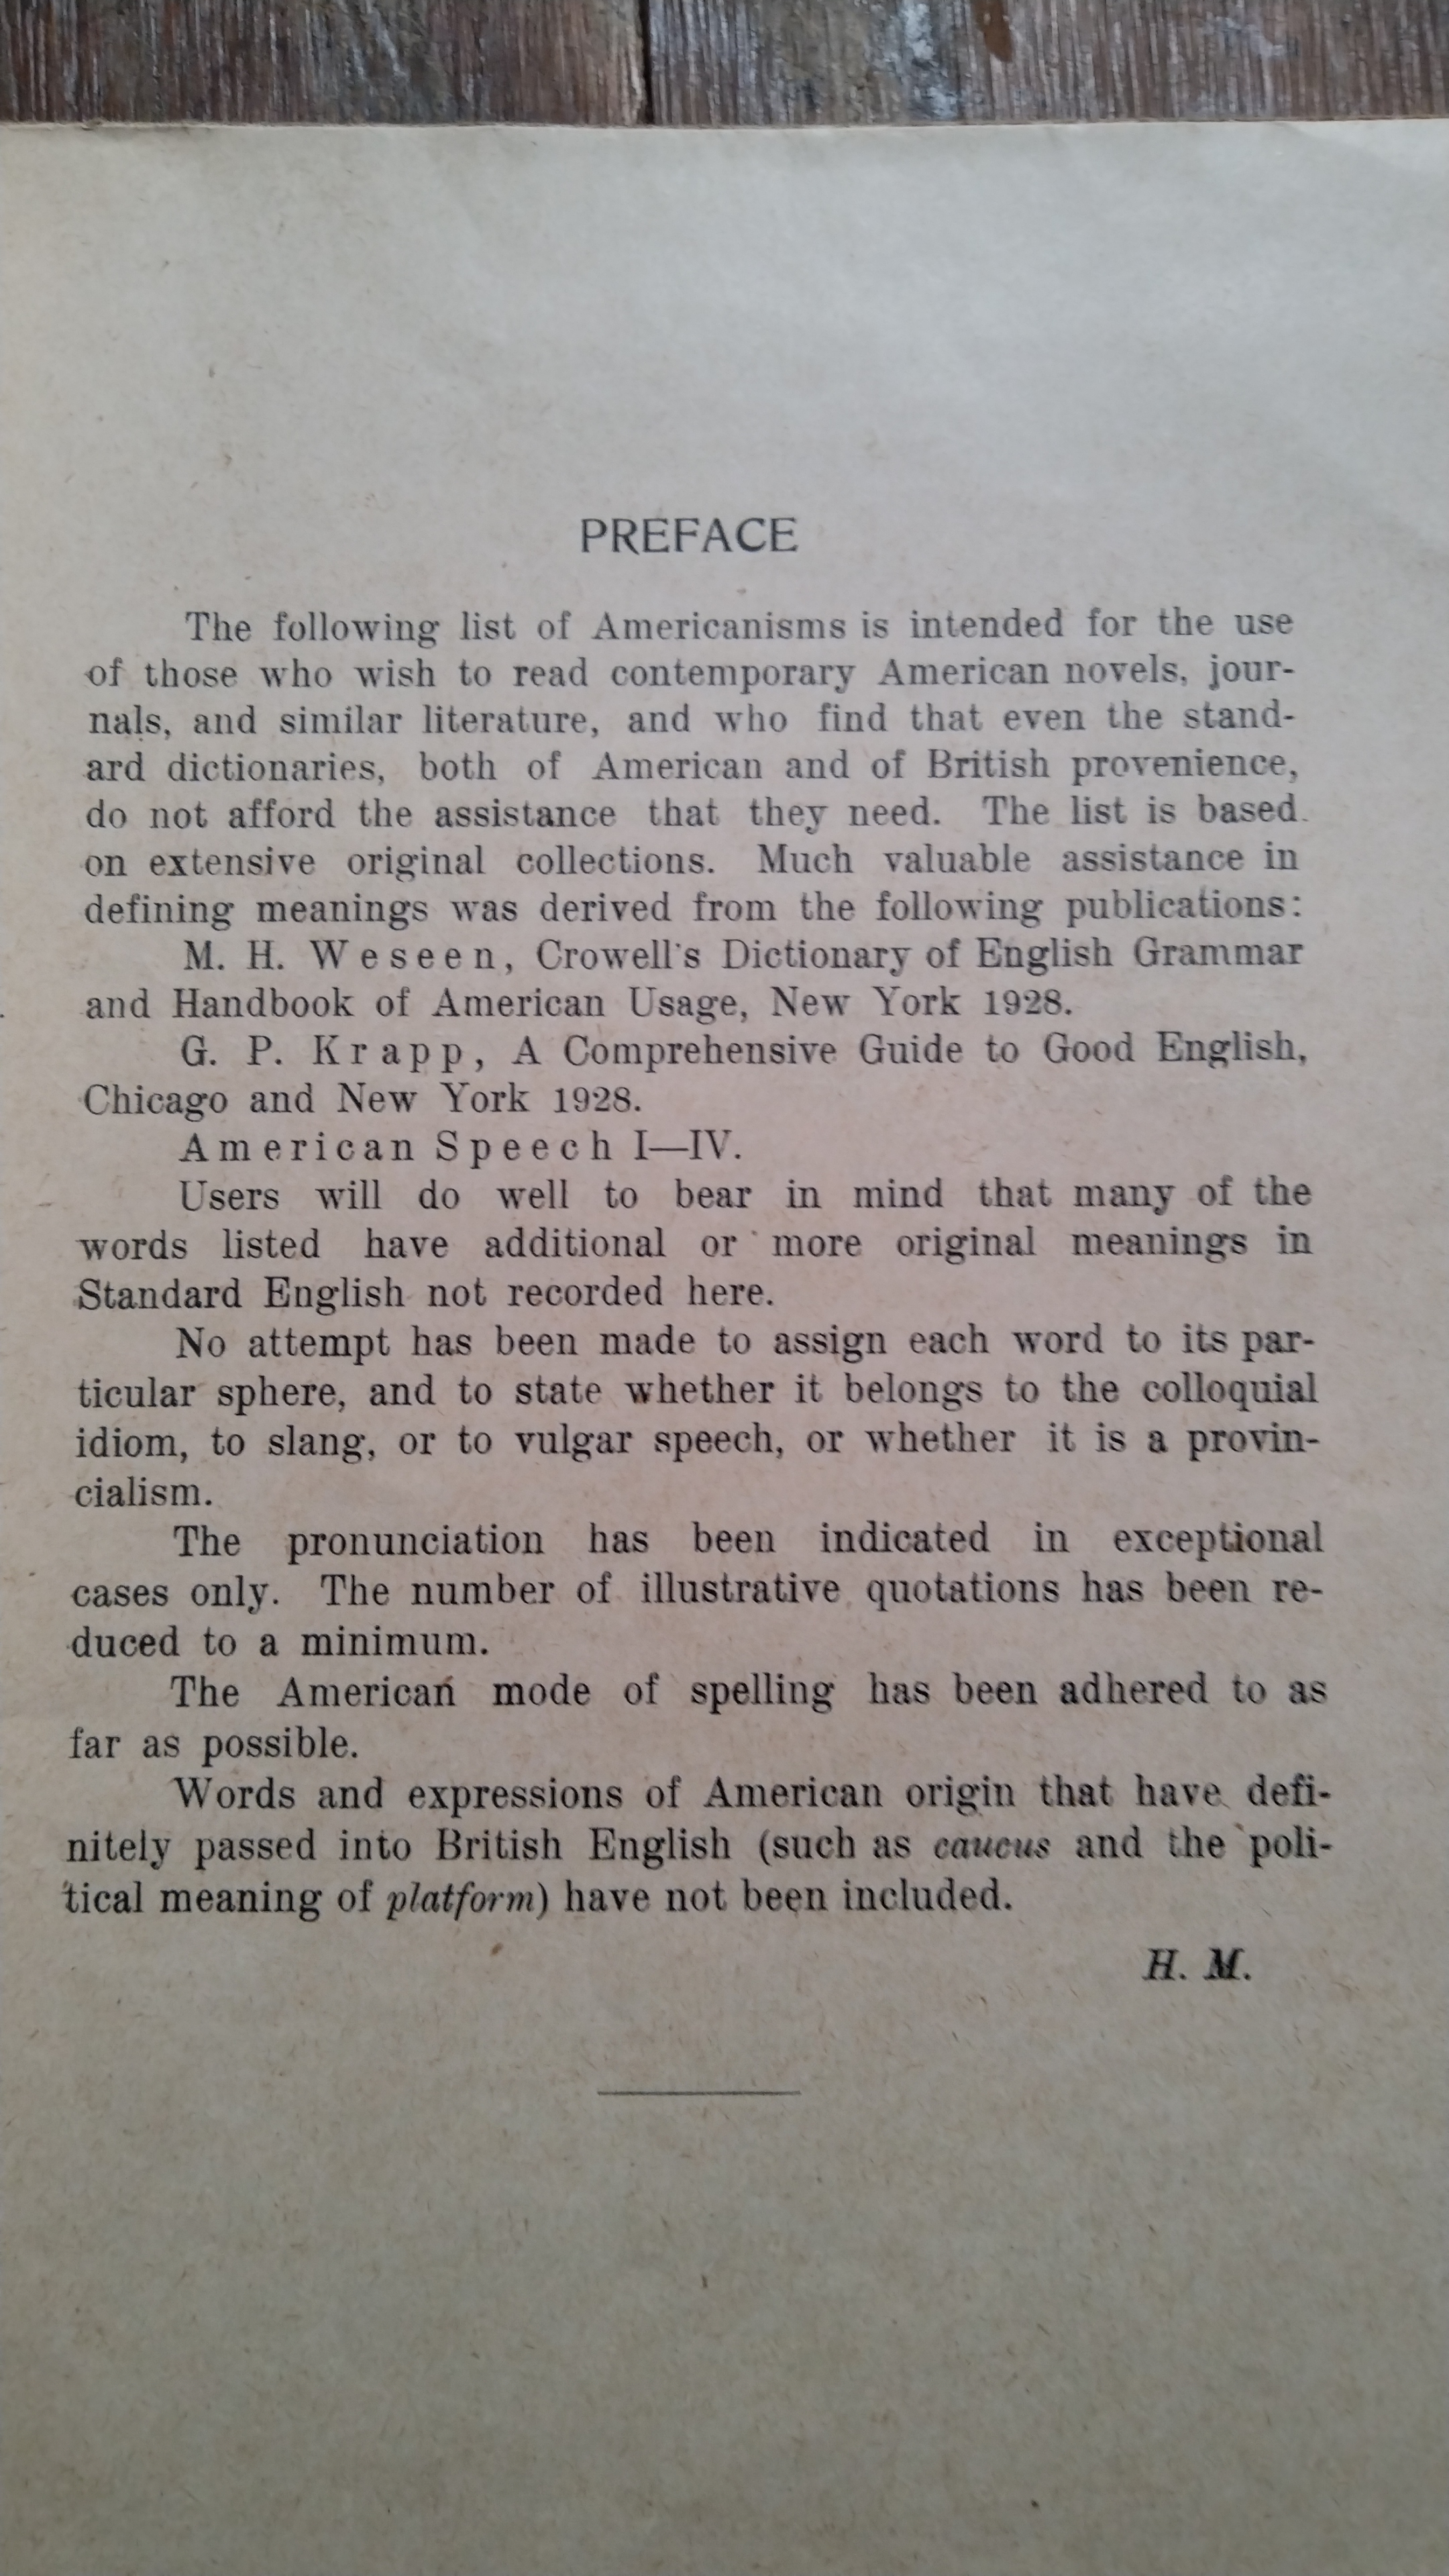 PREFACE
The following list of Americanisms is intended for the use
of those who wish to read contemporary American novels, jour-
nals, and similar literature, and who find that even the stand-
ard dictionaries, both of American and of British provenience,
do not afford the assistance that they need. The list is based
on extensive original collections. Much valuable assistance in
defining meanings was derived from the following publications:
M. H. Weseen, Crowell's Dictionary of English Grammar
and Handbook of American Usage, New York 1928.
G. P. Krapp, A Comprehensive Guide to Good English,
Chicago and New York 1928.
American Speech I—IV.
Users will do well to bear in mind that many of the
words listed have additional or more original meanings in
Standard English not recorded here.
No attempt has been made to assign each word to its par-
ticular sphere, and to state whether it belongs to the colloquial
idiom, to slang, or to vulgar speech, or whether it is a provin-
cialism.
The pronunciation has been indicated in exceptional
cases only. The number of illustrative quotations has been re-
duced to a minimum.
The American mode of spelling has been adhered to as
far as possible.
Words and expressions of American origin that have defi-
nitely passed into British English (such as caucus and the poli-
tical meaning of platform) have not been included.
H. M.